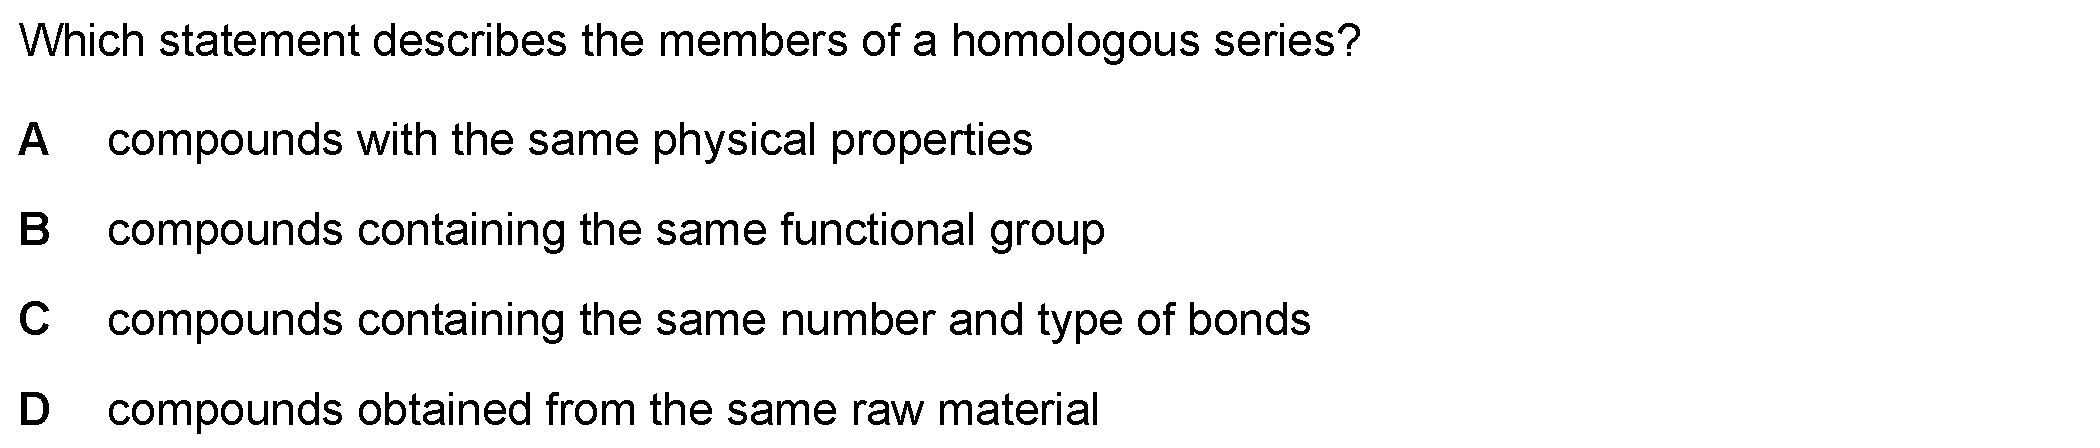 Which statement describes the members of a homologous series?
A compounds with the same physical properties
B compounds containing the same functional group
C compounds containing the same number and type of bonds
D compounds obtained from the same raw material